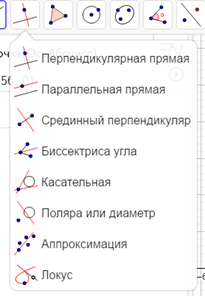 Перпендикулярная прямая
Параллельная прямая
Срединный перпендикуляр
Биссектриса угла
Касательная
Поляра или диаметр
Аппроксимация
Локус